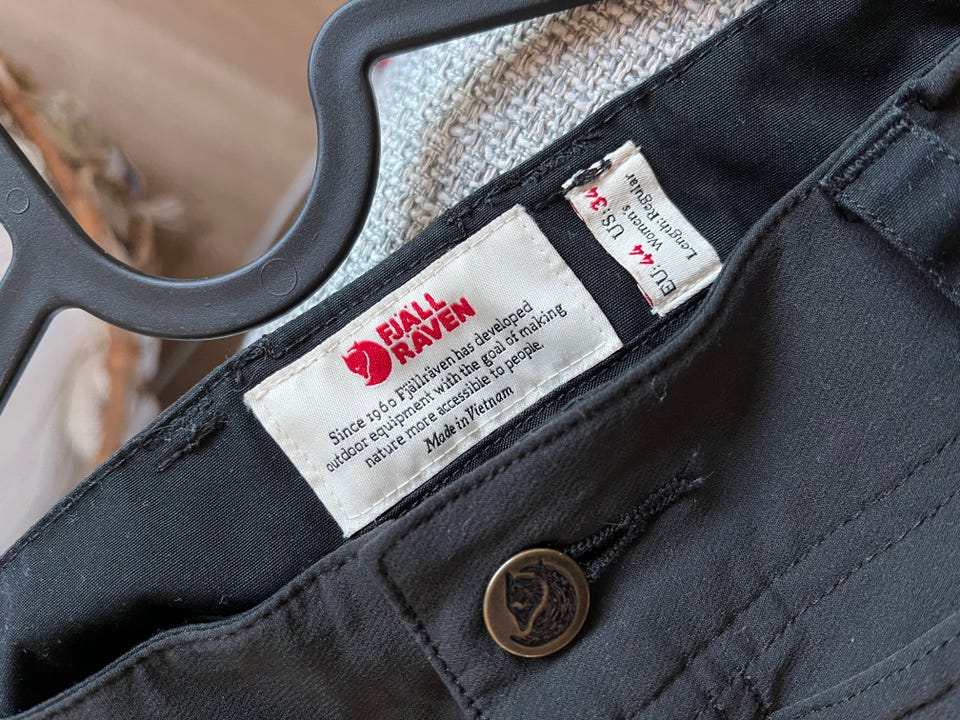 FJÄLL
RÄVEN
Since 1960 Fjällräven has developed
outdoor equipment with the goal of making
nature more accessible to people.
Made in Vietnam
EU: 44 US: 34
Women's
Length: Regular